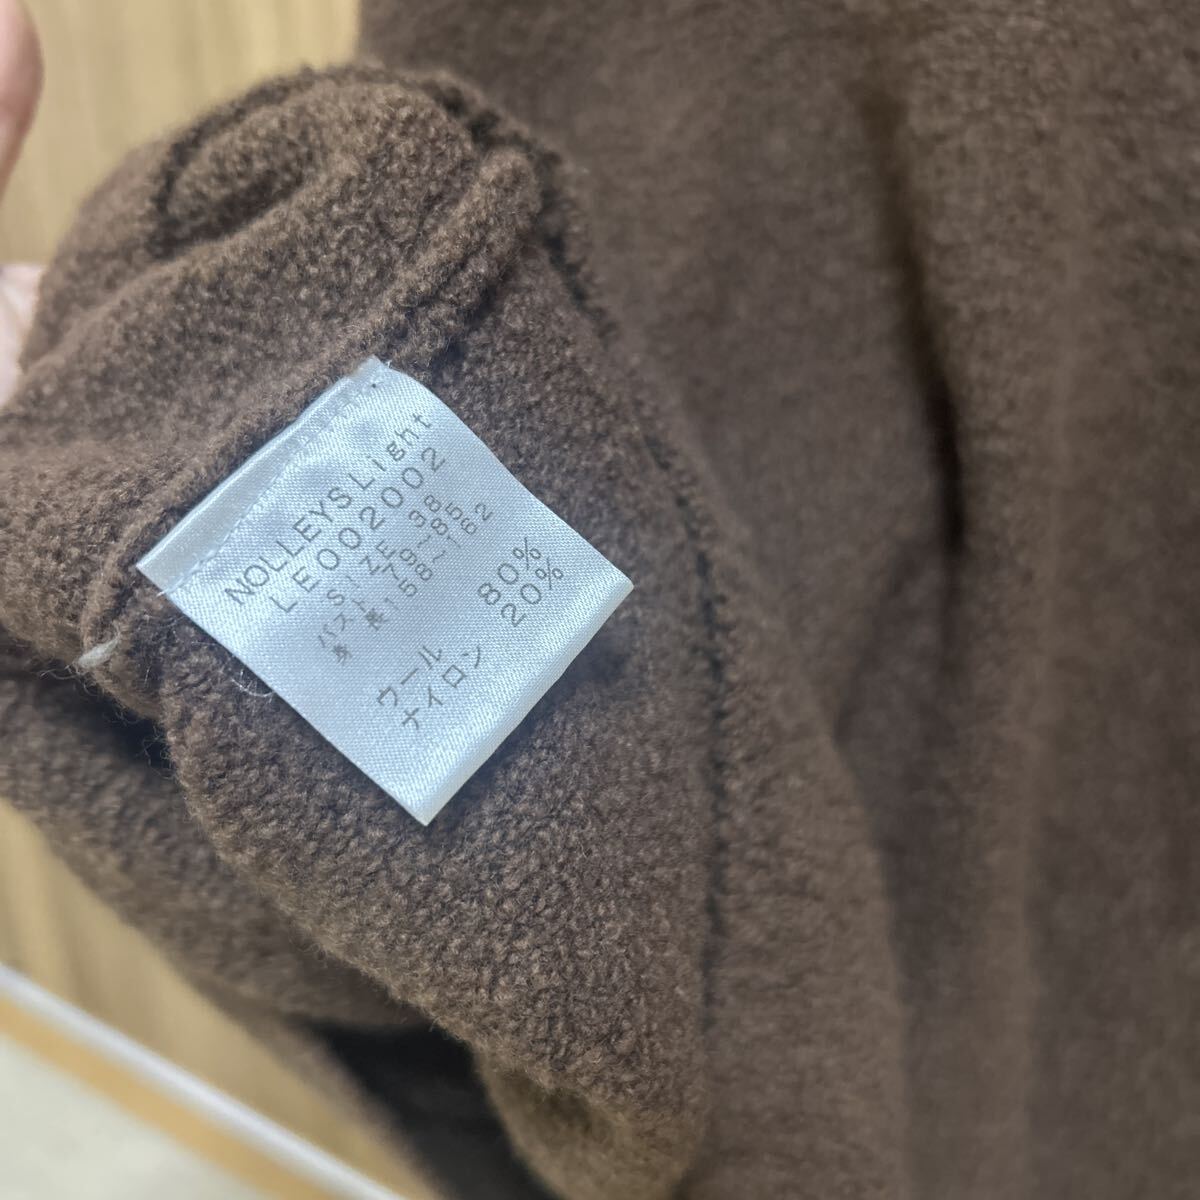 NOLLEYS Light
LE002002
SIZE 38
バスト 79~85
身長 158~162
ウール 80%
ナイロン 20%